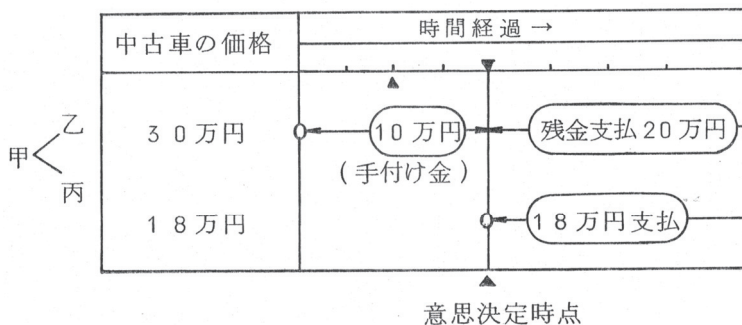 中古車の価格
時間経過→
甲
乙
30万円
10万円
(手付け金)
残金支払20万円
丙
18万円
18万円支払
意思決定時点